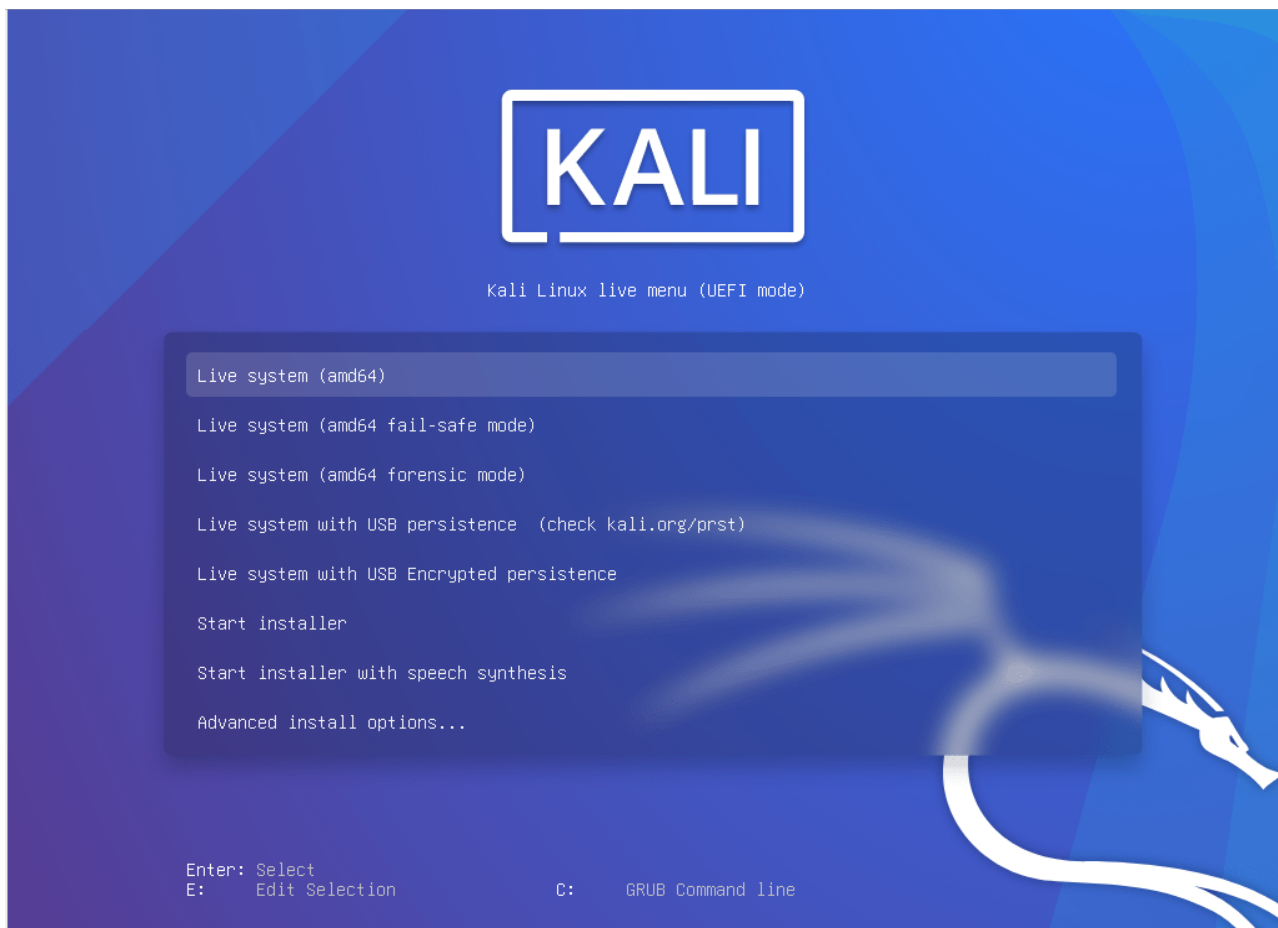 KALI
Kali Linux live menu (UEFI mode)
Live system (amd64)
Live system (amd64 fail-safe mode)
Live system (amd64 forensic mode)
Live system with USB persistence  (check kali.org/prst)
Live system with USB Encrypted persistence
Start installer
Start installer with speech synthesis
Advanced install options...
Enter: Select
E: Edit Selection C: GRUB Command line